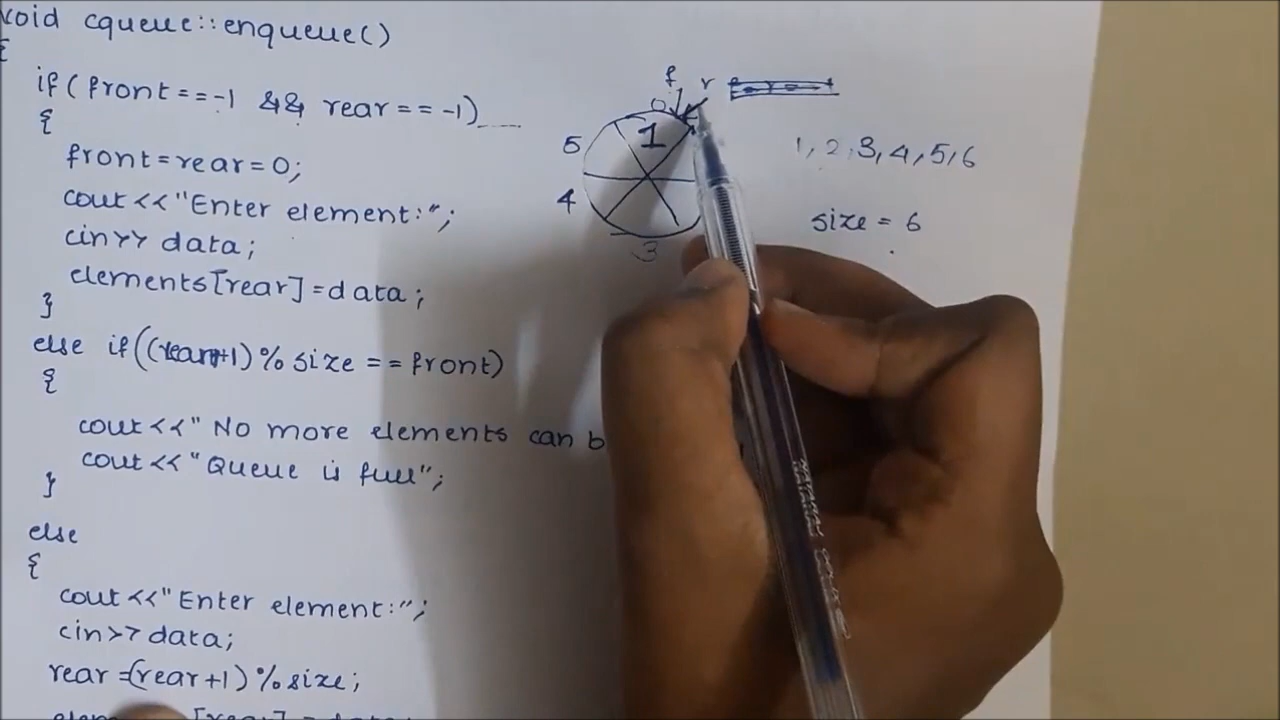 void cqueue::enqueue()
{
if(front==-1 && rear==-1)
{
front=rear=0;
cout<<"Enter element:";
cin>> data;
elements[rear]=data;
}
else if((rear+1)%size==front)
{
cout<<"No more elements can b
cout<<"Queue is full";
}
else
{
cout<<"Enter element:";
cin>>data;
rear=(rear+1)%size;
[rear]=data
f r
0
5 1
4
3
1, 2, 3, 4, 5, 6
size = 6